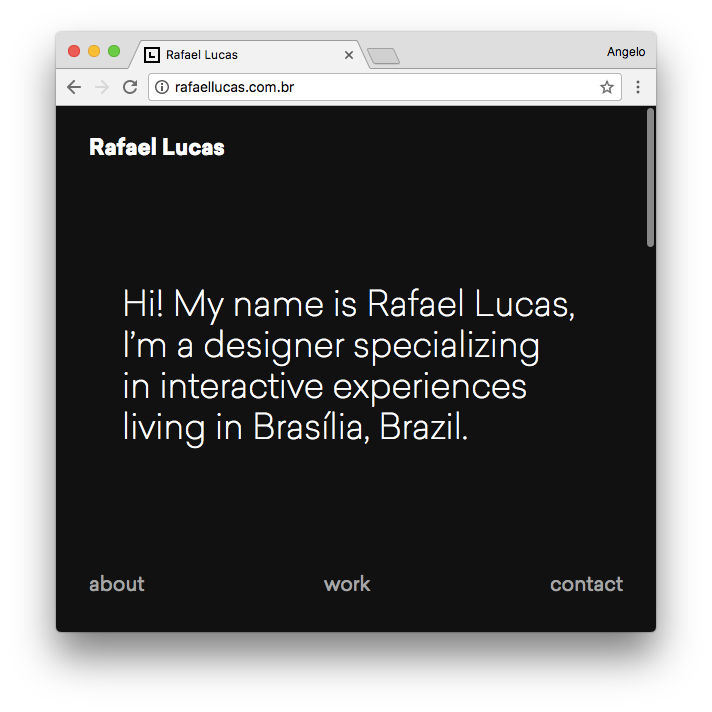 Rafael Lucas
Angelo
rafaellucas.com.br
Rafael Lucas
Hi! My name is Rafael Lucas,
I’m a designer specializing
in interactive experiences
living in Brasília, Brazil.
about work contact